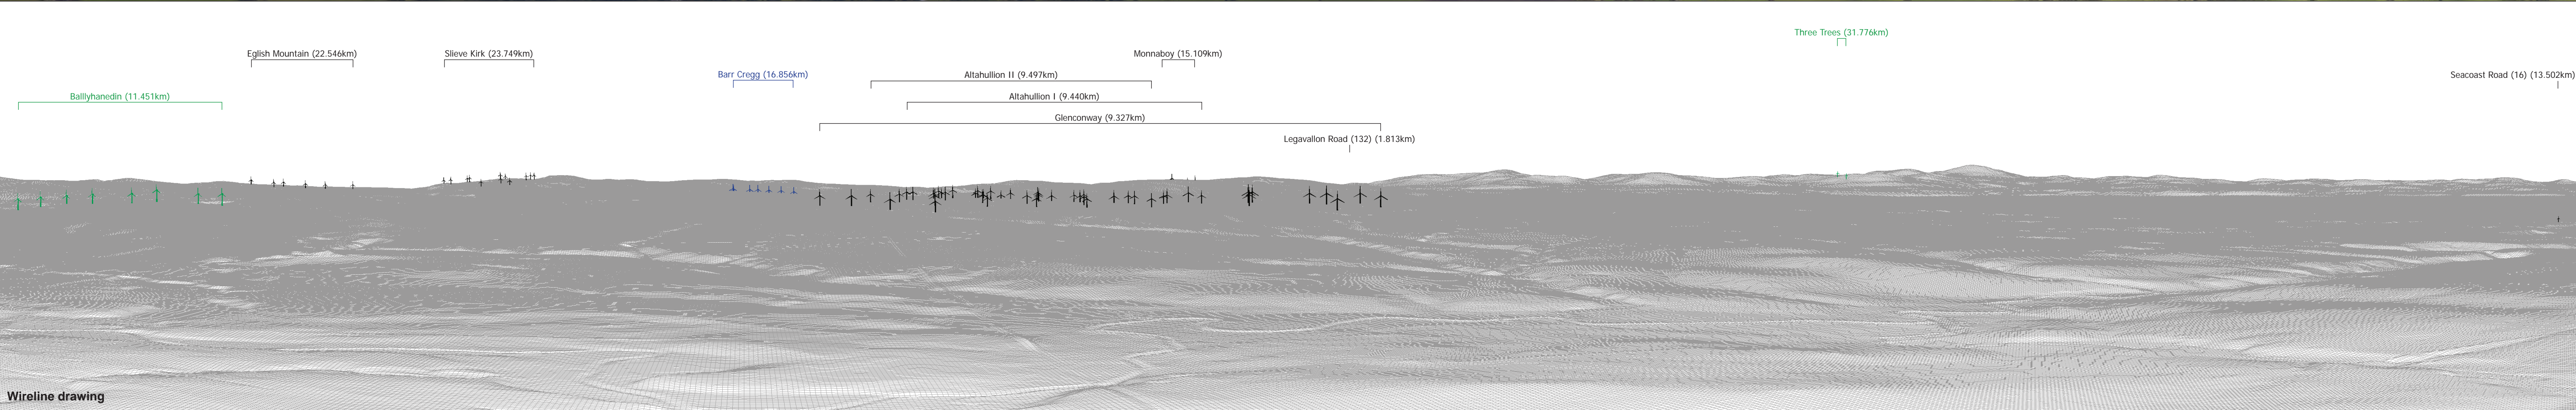 Three Trees (31.776km)
Eglish Mountain (22.546km)
Slieve Kirk (23.749km)
Monnaboy (15.109km)
Barr Cregg (16.856km)
Altahullion II (9.497km)
Seacoast Road (16) (13.502km)
Balllyhanedin (11.451km)
Altahullion I (9.440km)
Glenconway (9.327km)
Legavallon Road (132) (1.813km)
Wireline drawing